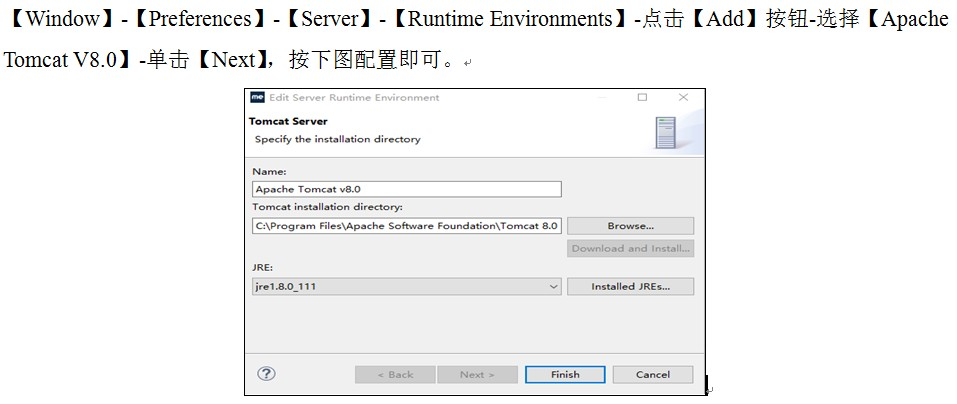 【Window】-【Preferences】-【Server】-【Runtime Environments】-点击【Add】按钮-选择【Apache
Tomcat V8.0】-单击【Next】，按下图配置即可。
me Edit Server Runtime Environment
Tomcat Server
Specify the installation directory
Name:
Apache Tomcat v8.0
Tomcat installation directory:
C:\Program Files\Apache Software Foundation\Tomcat 8.0
Browse...
Download and Install...
JRE:
jre1.8.0_111
Installed JREs...
?
< Back
Next >
Finish
Cancel